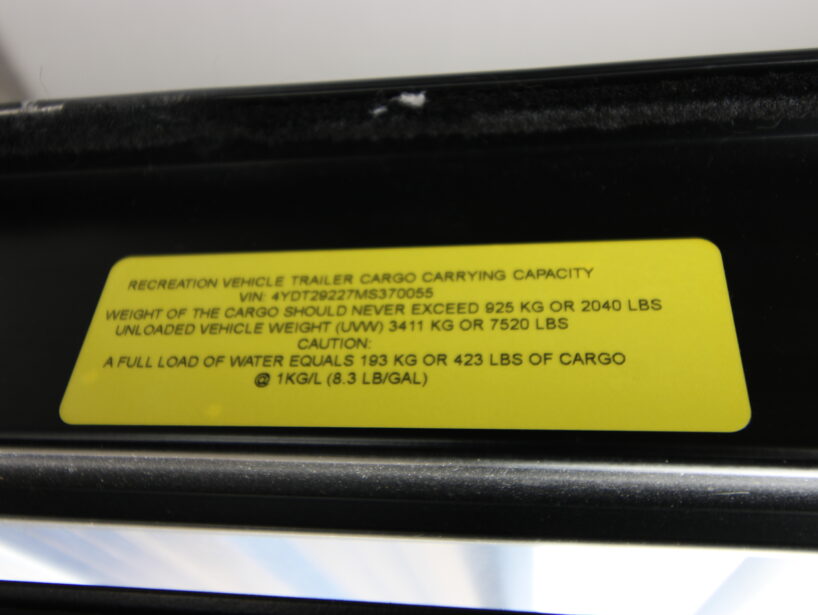 RECREATION VEHICLE TRAILER CARGO CARRYING CAPACITY
VIN: 4YDT29227MS370055
WEIGHT OF THE CARGO SHOULD NEVER EXCEED 925 KG OR 2040 LBS
UNLOADED VEHICLE WEIGHT (UVW) 3411 KG OR 7520 LBS
CAUTION:
A FULL LOAD OF WATER EQUALS 193 KG OR 423 LBS OF CARGO
@ 1KG/L (8.3 LB/GAL)